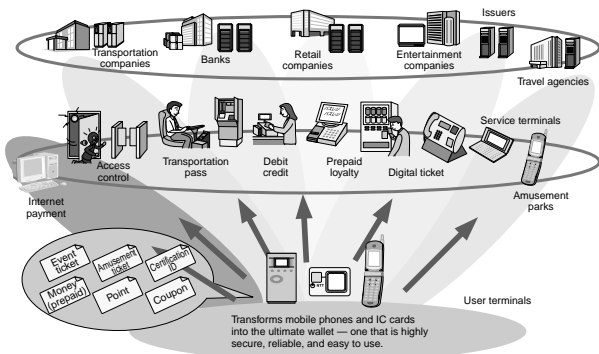 Issuers
Transportation
companies
Banks
Retail
companies
Entertainment
companies
Travel agencies
Service terminals
Access
control
Transportation
pass
Debit
credit
Prepaid
loyalty
Digital ticket
Internet
payment
Amusement
parks
Event
ticket
Amusement
ticket
Certification
ID
Money
(prepaid)
Point
Coupon
NTT
User terminals
Transforms mobile phones and IC cards
into the ultimate wallet — one that is highly
secure, reliable, and easy to use.